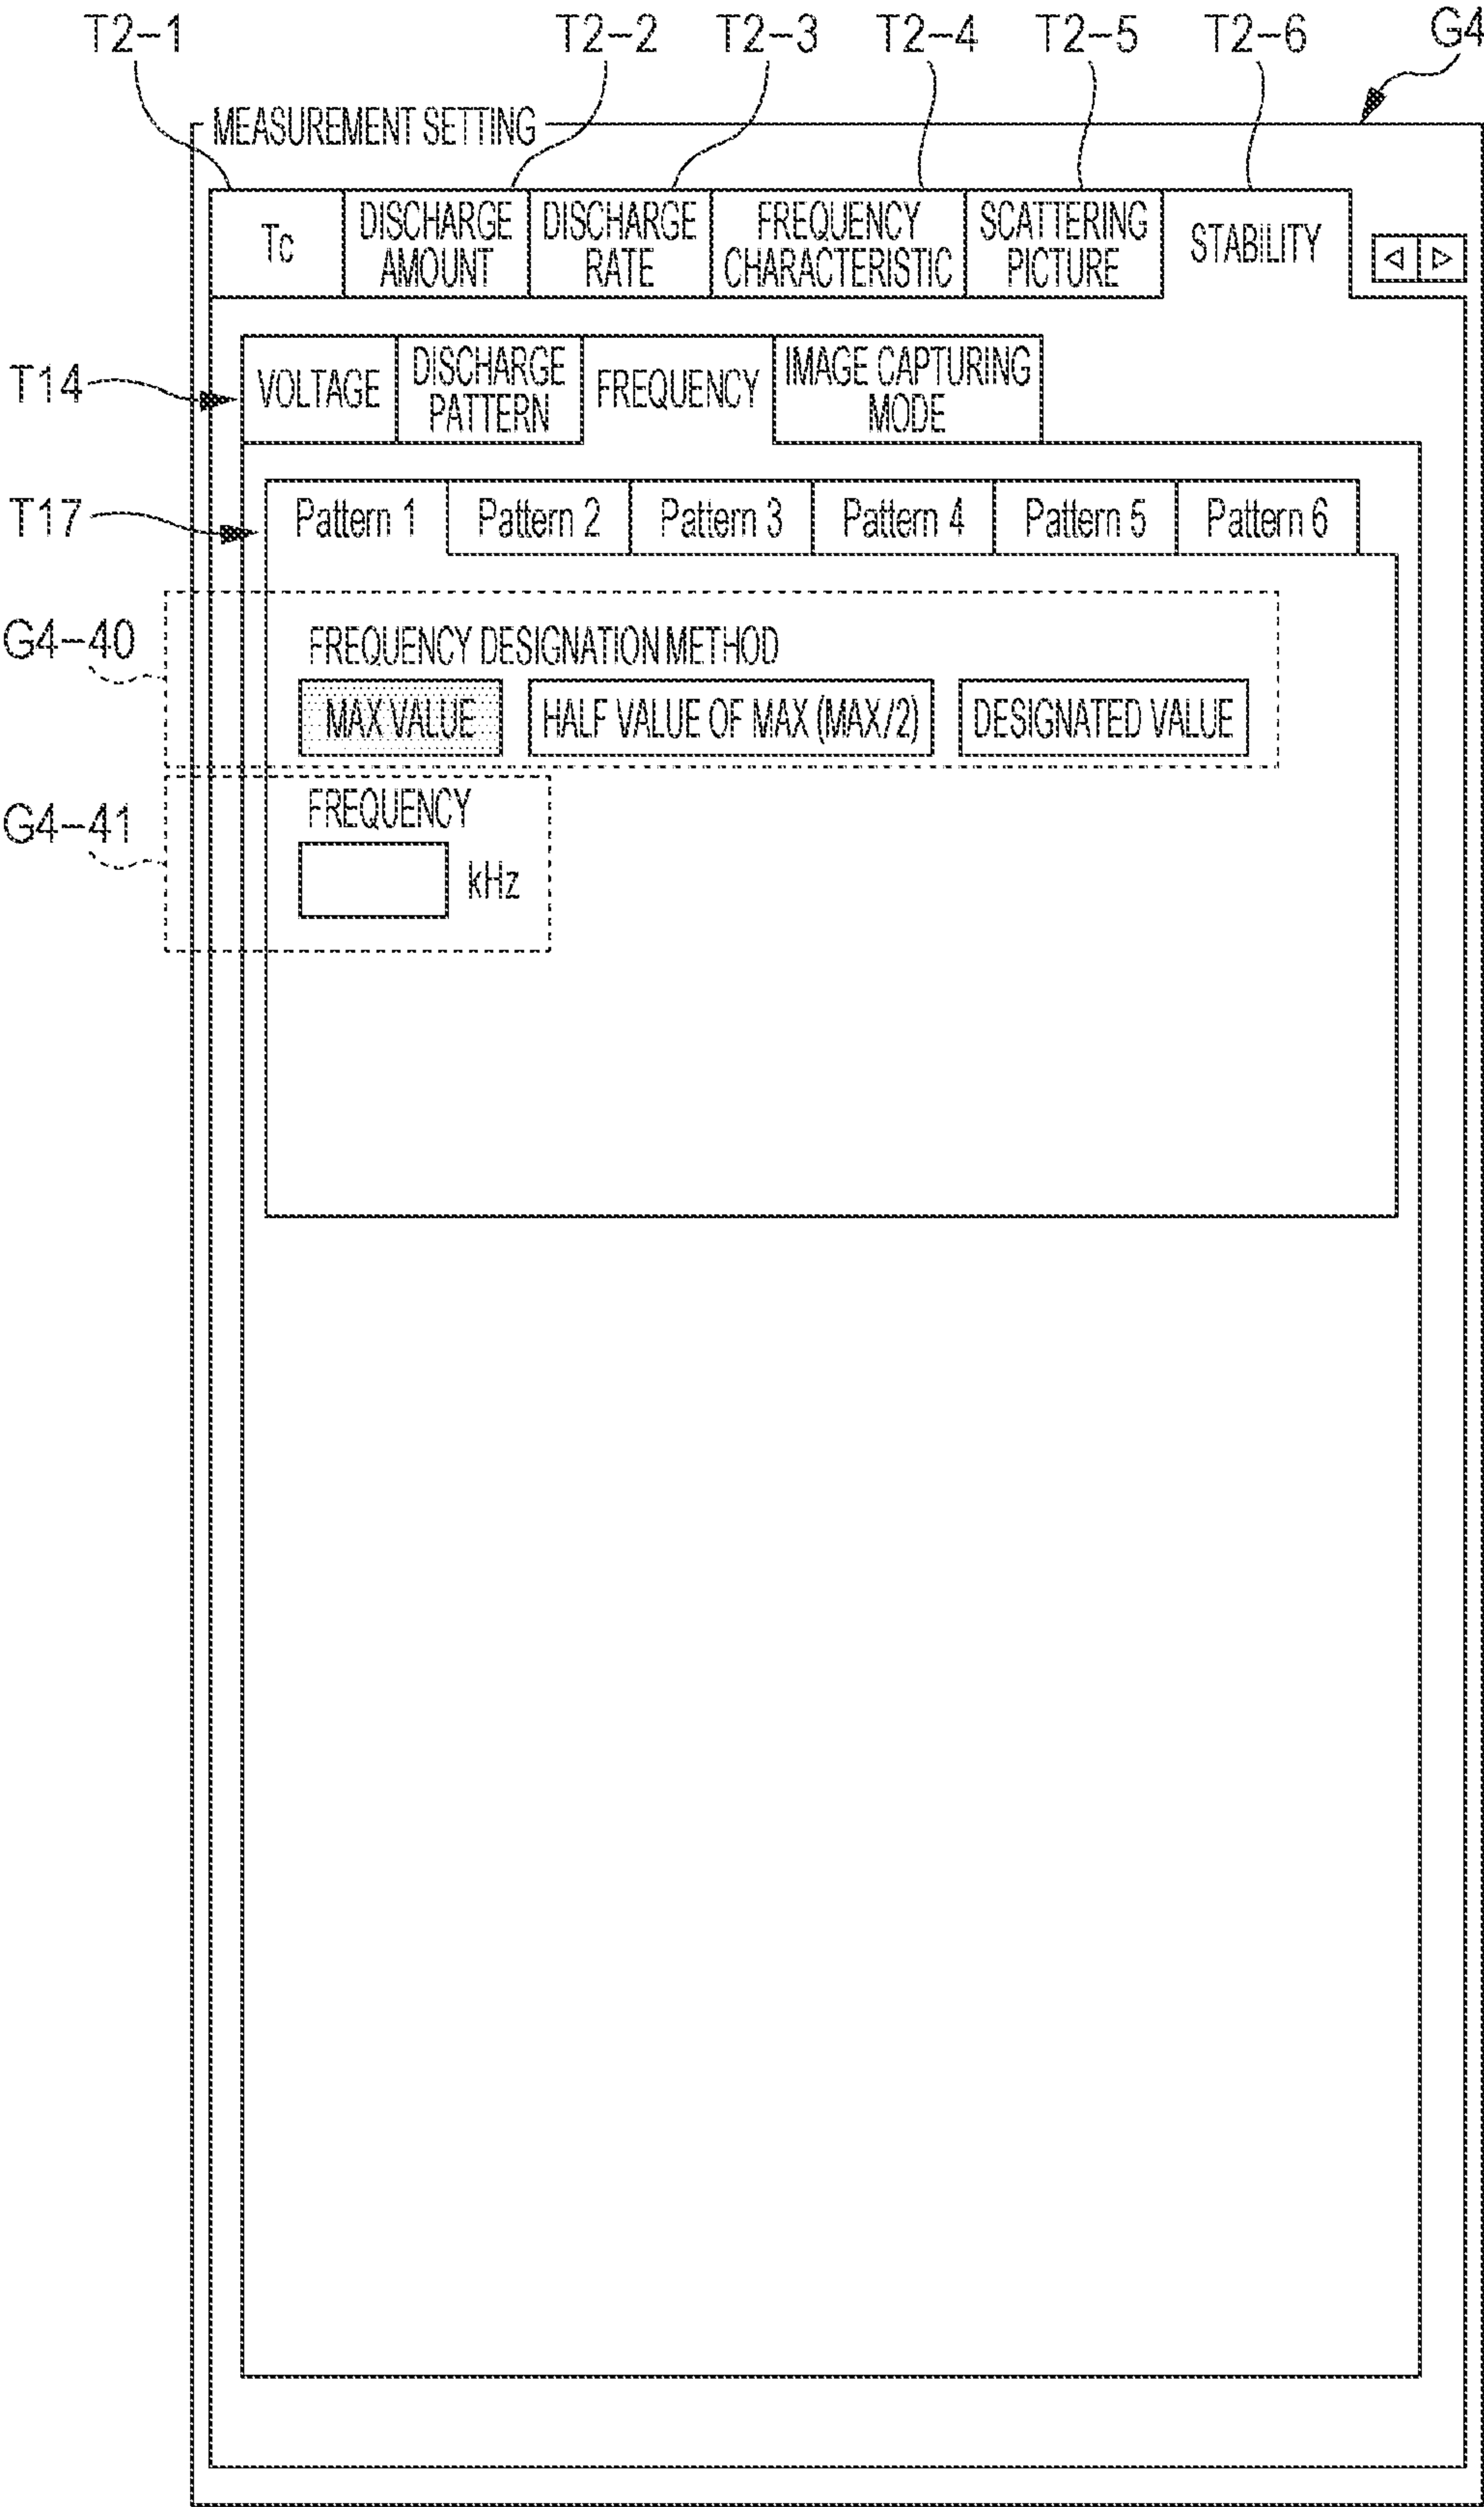 T2-1 T2-2 T2-3 T2-4 T2-5 T2-6 G4
MEASUREMENT SETTING
Tc
DISCHARGE
AMOUNT
DISCHARGE
RATE
FREQUENCY
CHARACTERISTIC
SCATTERING
PICTURE
STABILITY
T14
VOLTAGE
DISCHARGE
PATTERN
FREQUENCY
IMAGE CAPTURING
MODE
T17
Pattern 1 Pattern 2 Pattern 3 Pattern 4 Pattern 5 Pattern 6
G4-40
FREQUENCY DESIGNATION METHOD
MAX VALUE HALF VALUE OF MAX (MAX/2) DESIGNATED VALUE
G4-41
FREQUENCY
kHz